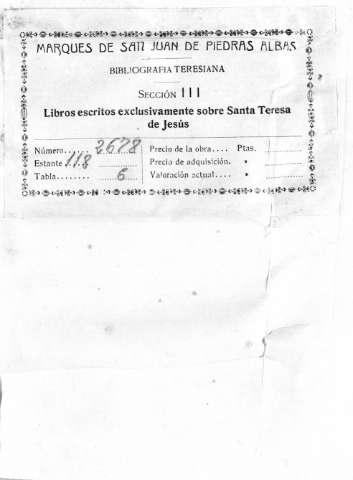 MARQUES DE SAN JUAN DE PIEDRAS ALBAS
BIBLIOGRAFIA TERESIANA
SECCIÓN III
Libros escritos exclusivamente sobre Santa Teresa
de Jesús
Número...... 2678 Precio de la obra.... Ptas.
Estante 118 Precio de adquisición. »
Tabla........ 6 Valoración actual.... »